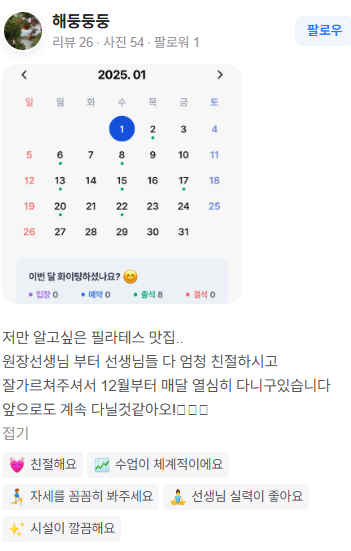 해둥둥둥
리뷰 26 · 사진 54 · 팔로워 1
팔로우
2025. 01
일 월 화 수 목 금 토
1 2 3 4
5 6 7 8 9 10 11
12 13 14 15 16 17 18
19 20 21 22 23 24 25
26 27 28 29 30 31
이번 달 화이팅하셨나요? 😊
입장 0 예약 0 출석 8 결석 0
저만 알고싶은 필라테스 맛집..
원장선생님 부터 선생님들 다 엄청 친절하시고
잘가르쳐주셔서 12월부터 매달 열심히 다니구있습니다
앞으로도 계속 다닐것같아오!
접기
친절해요
수업이 체계적이에요
자세를 꼼꼼히 봐주세요
선생님 실력이 좋아요
시설이 깔끔해요